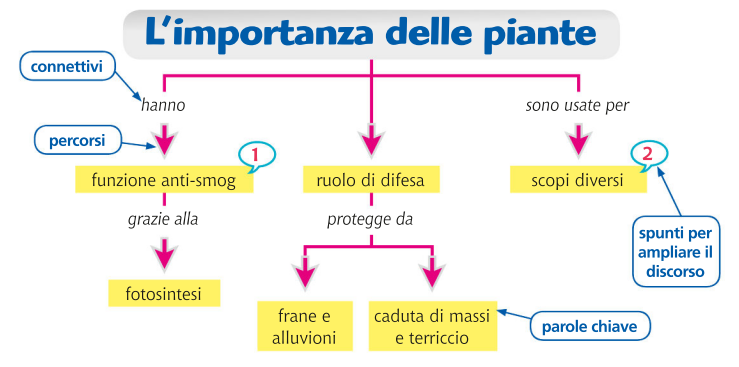 L'importanza delle piante
connettivi
hanno
sono usate per
percorsi
1
2
funzione anti-smog
ruolo di difesa
scopi diversi
grazie alla
protegge da
spunti per
ampliare il
discorso
fotosintesi
frane e
alluvioni
caduta di massi
e terriccio
parole chiave